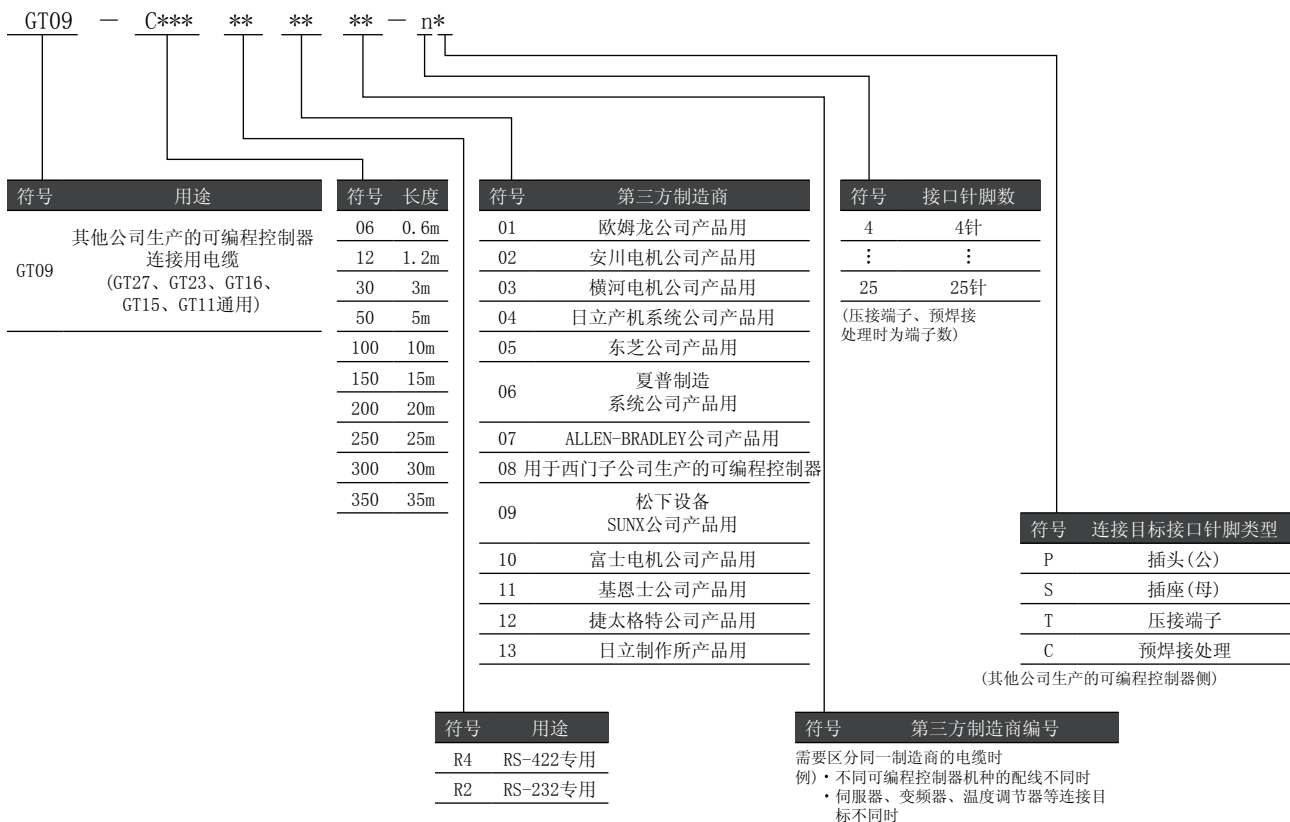 GT09 — C*** ** ** ** — n*
符号 用途
GT09
其他公司生产的可编程控制器
连接用电缆
(GT27、GT23、GT16、
GT15、GT11通用)
符号 长度
06 0.6m
12 1.2m
30 3m
50 5m
100 10m
150 15m
200 20m
250 25m
300 30m
350 35m
符号 第三方制造商
01 欧姆龙公司产品用
02 安川电机公司产品用
03 横河电机公司产品用
04 日立产机系统公司产品用
05 东芝公司产品用
06
夏普制造
系统公司产品用
07 ALLEN-BRADLEY公司产品用
08 用于西门子公司生产的可编程控制器
09
松下设备
SUNX公司产品用
10 富士电机公司产品用
11 基恩士公司产品用
12 捷太格特公司产品用
13 日立制作所产品用
符号 接口针脚数
4 4针
⋮ ⋮
25 25针
(压接端子、预焊接
处理时为端子数)
符号 连接目标接口针脚类型
P 插头(公)
S 插座(母)
T 压接端子
C 预焊接处理
(其他公司生产的可编程控制器侧)
符号 用途
R4 RS-422专用
R2 RS-232专用
符号 第三方制造商编号
需要区分同一制造商的电缆时
例)・不同可编程控制器机种的配线不同时
・伺服器、变频器、温度调节器等连接目
标不同时